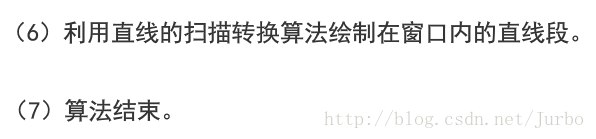 （6）利用直线的扫描转换算法绘制在窗口内的直线段。
（7）算法结束。
http://blog.csdn.net/Jurbo